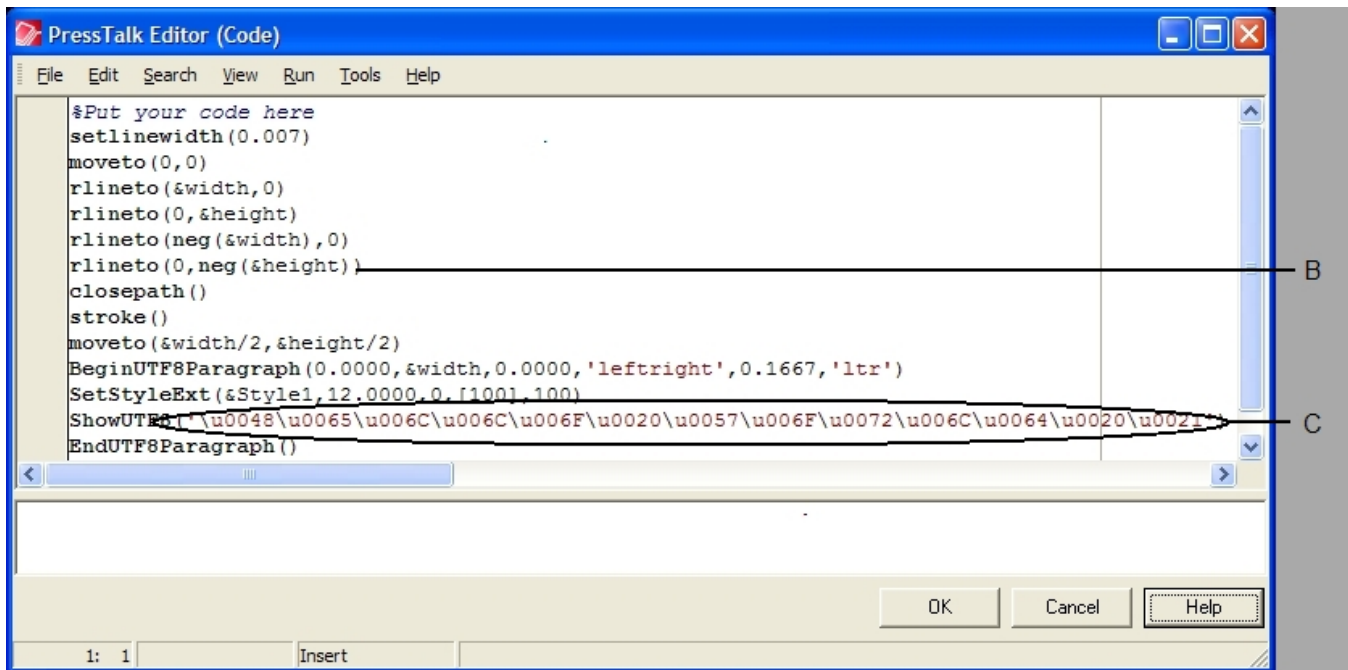 PressTalk Editor (Code)
File Edit Search View Run Tools Help
%Put your code here
setlinewidth(0.007)
moveto(0,0)
rlineto(&width,0)
rlineto(0,&height)
rlineto(neg(&width),0)
rlineto(0,neg(&height))
B
closepath()
stroke()
moveto(&width/2,&height/2)
BeginUTF8Paragraph(0.0000,&width,0.0000,'leftright',0.1667,'ltr')
SetStyleExt(&Style1,12.0000,0,[100],100)
ShowUTF8('\u0048\u0065\u006C\u006C\u006F\u0020\u0057\u006F\u0072\u006C\u0064\u0020\u0021')
C
EndUTF8Paragraph()
OK Cancel Help
1: 1 Insert